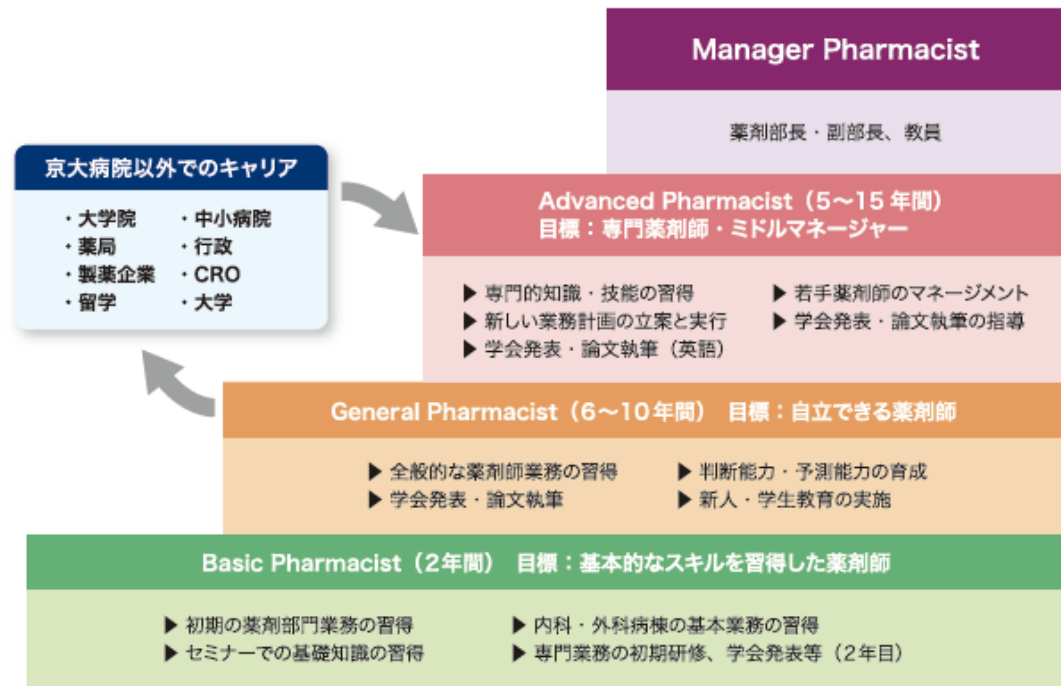 Manager Pharmacist
薬剤部長・副部長、教員
京大病院以外でのキャリア
・大学院 ・中小病院
・薬局 ・行政
・製薬企業 ・CRO
・留学 ・大学
Advanced Pharmacist（5〜15年間）
目標：専門薬剤師・ミドルマネージャー
▶ 専門的知識・技能の習得 ▶ 若手薬剤師のマネージメント
▶ 新しい業務計画の立案と実行 ▶ 学会発表・論文執筆の指導
▶ 学会発表・論文執筆（英語）
General Pharmacist（6〜10年間） 目標：自立できる薬剤師
▶ 全般的な薬剤師業務の習得 ▶ 判断能力・予測能力の育成
▶ 学会発表・論文執筆 ▶ 新人・学生教育の実施
Basic Pharmacist（2年間） 目標：基本的なスキルを習得した薬剤師
▶ 初期の薬剤部門業務の習得 ▶ 内科・外科病棟の基本業務の習得
▶ セミナーでの基礎知識の習得 ▶ 専門業務の初期研修、学会発表等（2年目）